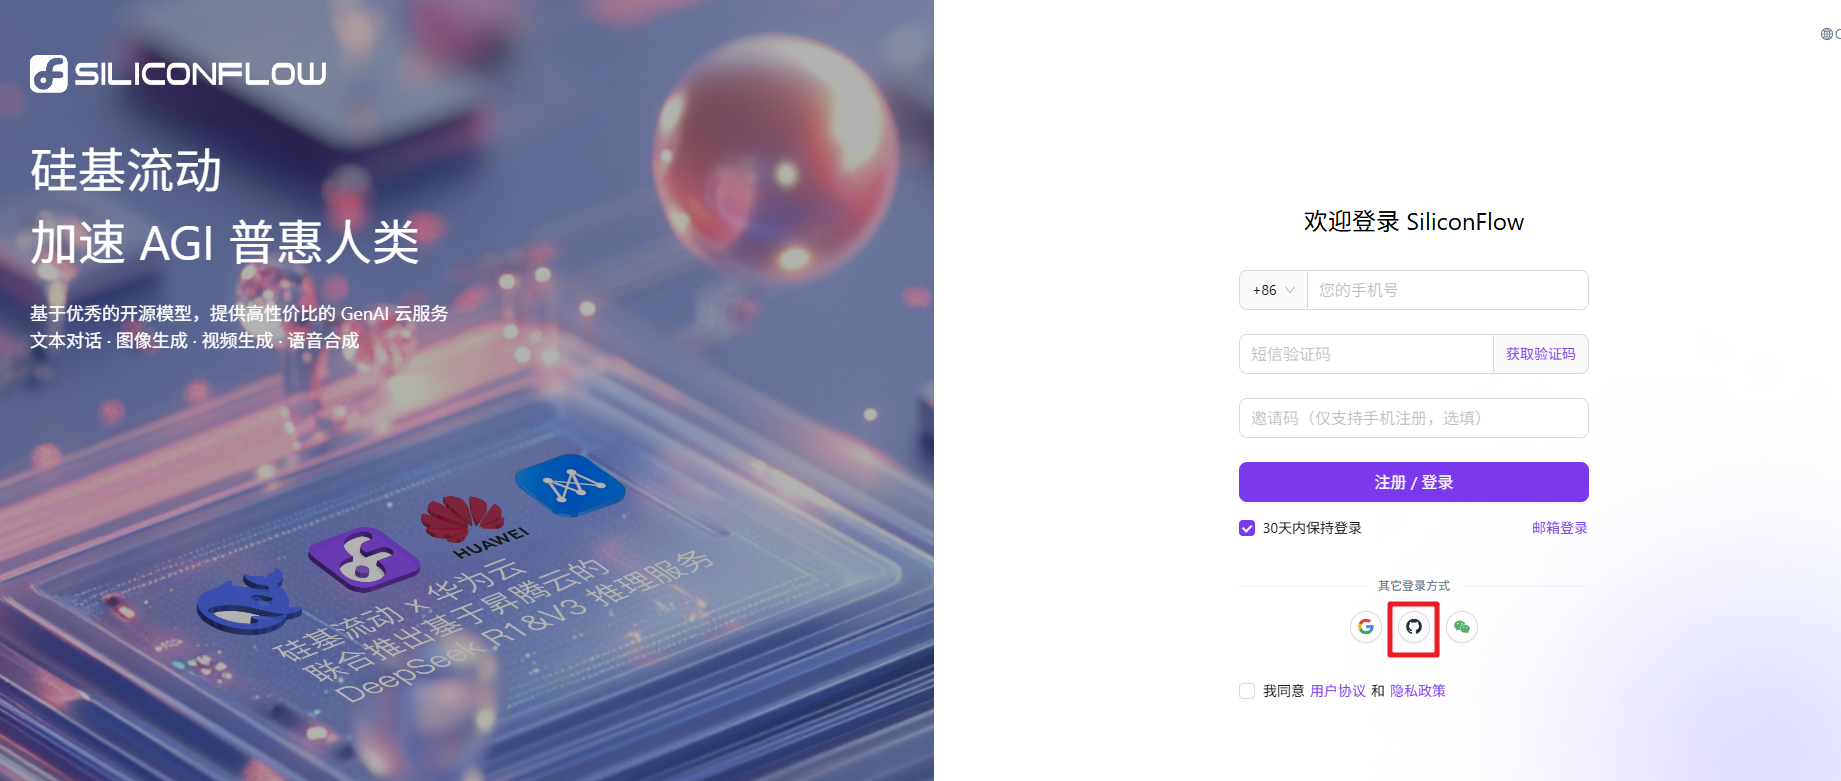 SILICONFLOW
硅基流动
加速 AGI 普惠人类
基于优秀的开源模型，提供高性价比的 GenAI 云服务
文本对话 · 图像生成 · 视频生成 · 语音合成
HUAWEI
硅基流动 × 华为云
联合推出基于昇腾云的
DeepSeek R1&V3 推理服务
欢迎登录 SiliconFlow
+86 您的手机号
短信验证码 获取验证码
邀请码（仅支持手机注册，选填）
注册 / 登录
30天内保持登录 邮箱登录
其它登录方式
我同意 用户协议 和 隐私政策